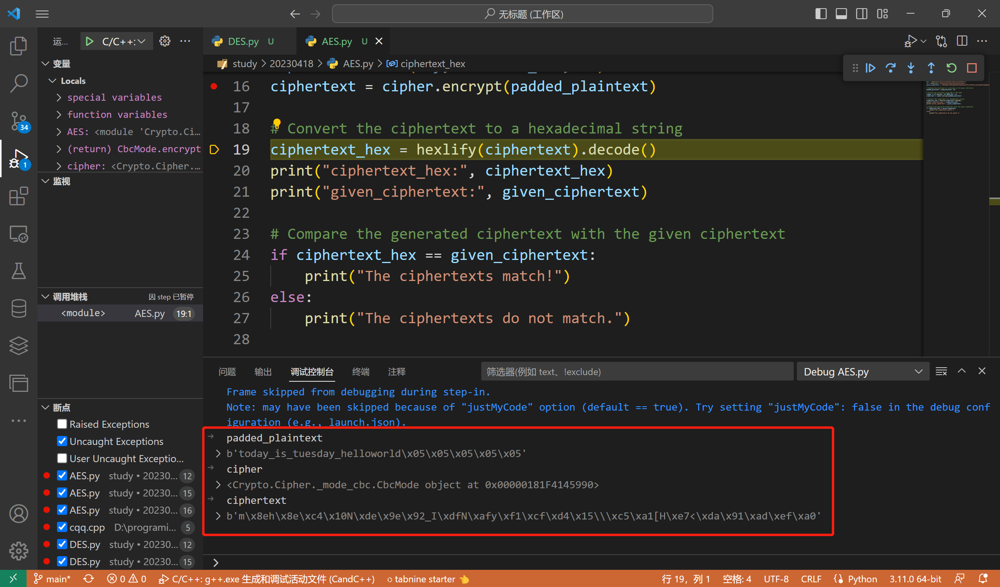 无标题 (工作区)
运...
C/C++:
变量
Locals
special variables
function variables
AES: <module 'Crypto.Ci...
(return) CbcMode.encrypt
cipher: <Crypto.Cipher....
监视
调用堆栈
因 step 已暂停
<module>
AES.py
19:1
断点
Raised Exceptions
Uncaught Exceptions
User Uncaught Exceptio...
AES.py study • 20230... 12
AES.py study • 20230... 15
AES.py study • 20230... 16
cqq.cpp D:\programi... 5
DES.py study • 20230... 12
DES.py study • 20230... 15
34
1
DES.py U
AES.py U
study > 20230418 > AES.py > ciphertext_hex
16 ciphertext = cipher.encrypt(padded_plaintext)
17
18 # Convert the ciphertext to a hexadecimal string
19 ciphertext_hex = hexlify(ciphertext).decode()
20 print("ciphertext_hex:", ciphertext_hex)
21 print("given_ciphertext:", given_ciphertext)
22
23 # Compare the generated ciphertext with the given ciphertext
24 if ciphertext_hex == given_ciphertext:
25 print("The ciphertexts match!")
26 else:
27 print("The ciphertexts do not match.")
28
问题 输出 调试控制台 终端 注释
筛选器(例如 text、!exclude)
Debug AES.py
Frame skipped from debugging during step-in.
Note: may have been skipped because of "justMyCode" option (default == true). Try setting "justMyCode": false in the debug conf
iguration (e.g., launch.json).
padded_plaintext
b'today_is_tuesday_helloworld\x05\x05\x05\x05\x05'
cipher
<Crypto.Cipher._mode_cbc.CbcMode object at 0x00000181F4145990>
ciphertext
b'm\x8eh\x8e\xc4\x10N\xde\x9e\x92_I\xdfN\xafy\xf1\xcf\xd4\x15\\\xc5\xa1[H\xe7<\xda\x91\xad\xef\xa0'
main* 0 0 C/C++: g++.exe 生成和调试活动文件 (CandC++) tabnine starter 行 19，列 1 空格: 4 UTF-8 CRLF Python 3.11.0 64-bit